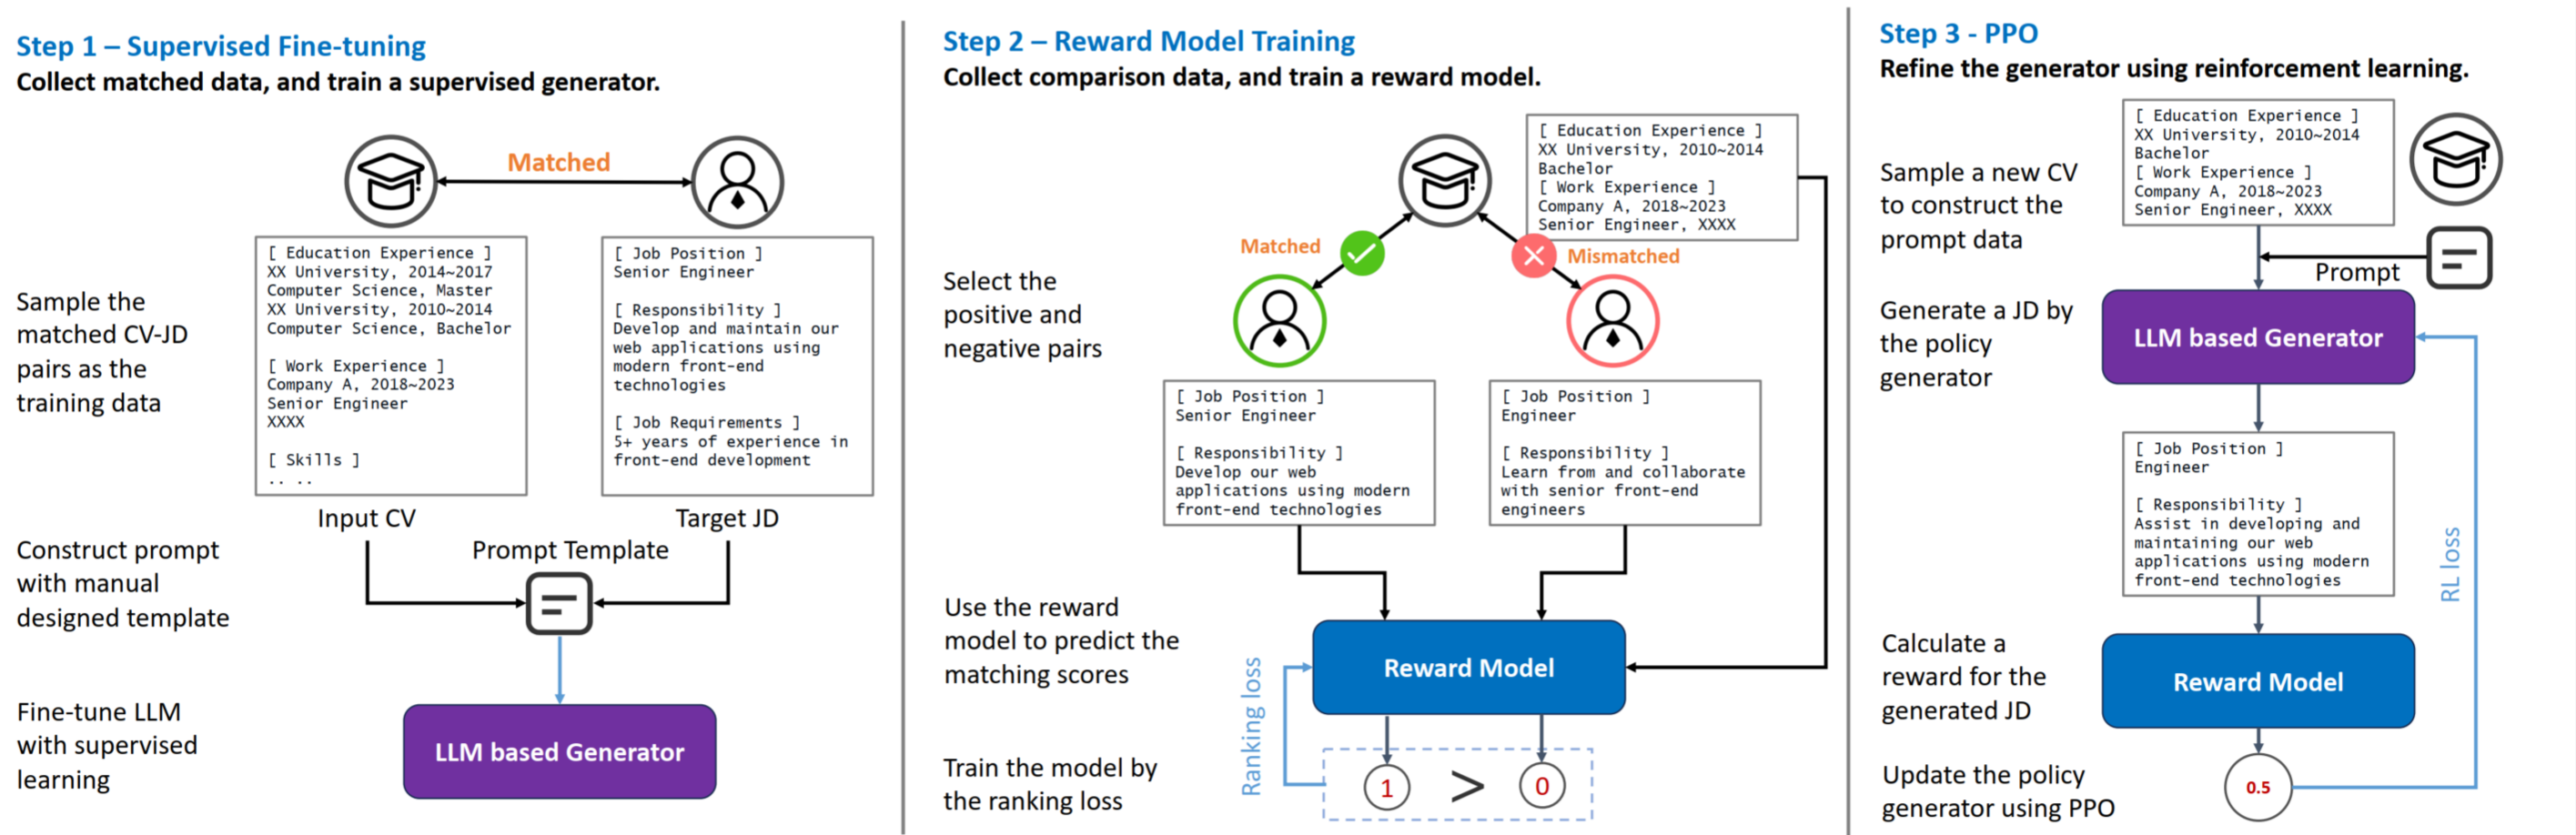 Step 1 – Supervised Fine-tuning
Collect matched data, and train a supervised generator.
Matched
Sample the
matched CV-JD
pairs as the
training data
[ Education Experience ]
XX University, 2014~2017
Computer Science, Master
XX University, 2010~2014
Computer Science, Bachelor
[ Work Experience ]
Company A, 2018~2023
Senior Engineer
XXXX
[ Skills ]
.. ..
[ Job Position ]
Senior Engineer
[ Responsibility ]
Develop and maintain our
web applications using
modern front-end
technologies
[ Job Requirements ]
5+ years of experience in
front-end development
Input CV
Target JD
Construct prompt
with manual
designed template
Prompt Template
Fine-tune LLM
with supervised
learning
LLM based Generator
Step 2 – Reward Model Training
Collect comparison data, and train a reward model.
[ Education Experience ]
XX University, 2010~2014
Bachelor
[ Work Experience ]
Company A, 2018~2023
Senior Engineer, XXXX
Matched
Mismatched
Select the
positive and
negative pairs
[ Job Position ]
Senior Engineer
[ Responsibility ]
Develop our web
applications using modern
front-end technologies
[ Job Position ]
Engineer
[ Responsibility ]
Learn from and collaborate
with senior front-end
engineers
Use the reward
model to predict the
matching scores
Reward Model
Ranking loss
Train the model by
the ranking loss
1 > 0
Step 3 - PPO
Refine the generator using reinforcement learning.
Sample a new CV
to construct the
prompt data
[ Education Experience ]
XX University, 2010~2014
Bachelor
[ Work Experience ]
Company A, 2018~2023
Senior Engineer, XXXX
Prompt
Generate a JD by
the policy
generator
LLM based Generator
[ Job Position ]
Engineer
[ Responsibility ]
Assist in developing and
maintaining our web
applications using modern
front-end technologies
RL loss
Calculate a
reward for the
generated JD
Reward Model
Update the policy
generator using PPO
0.5